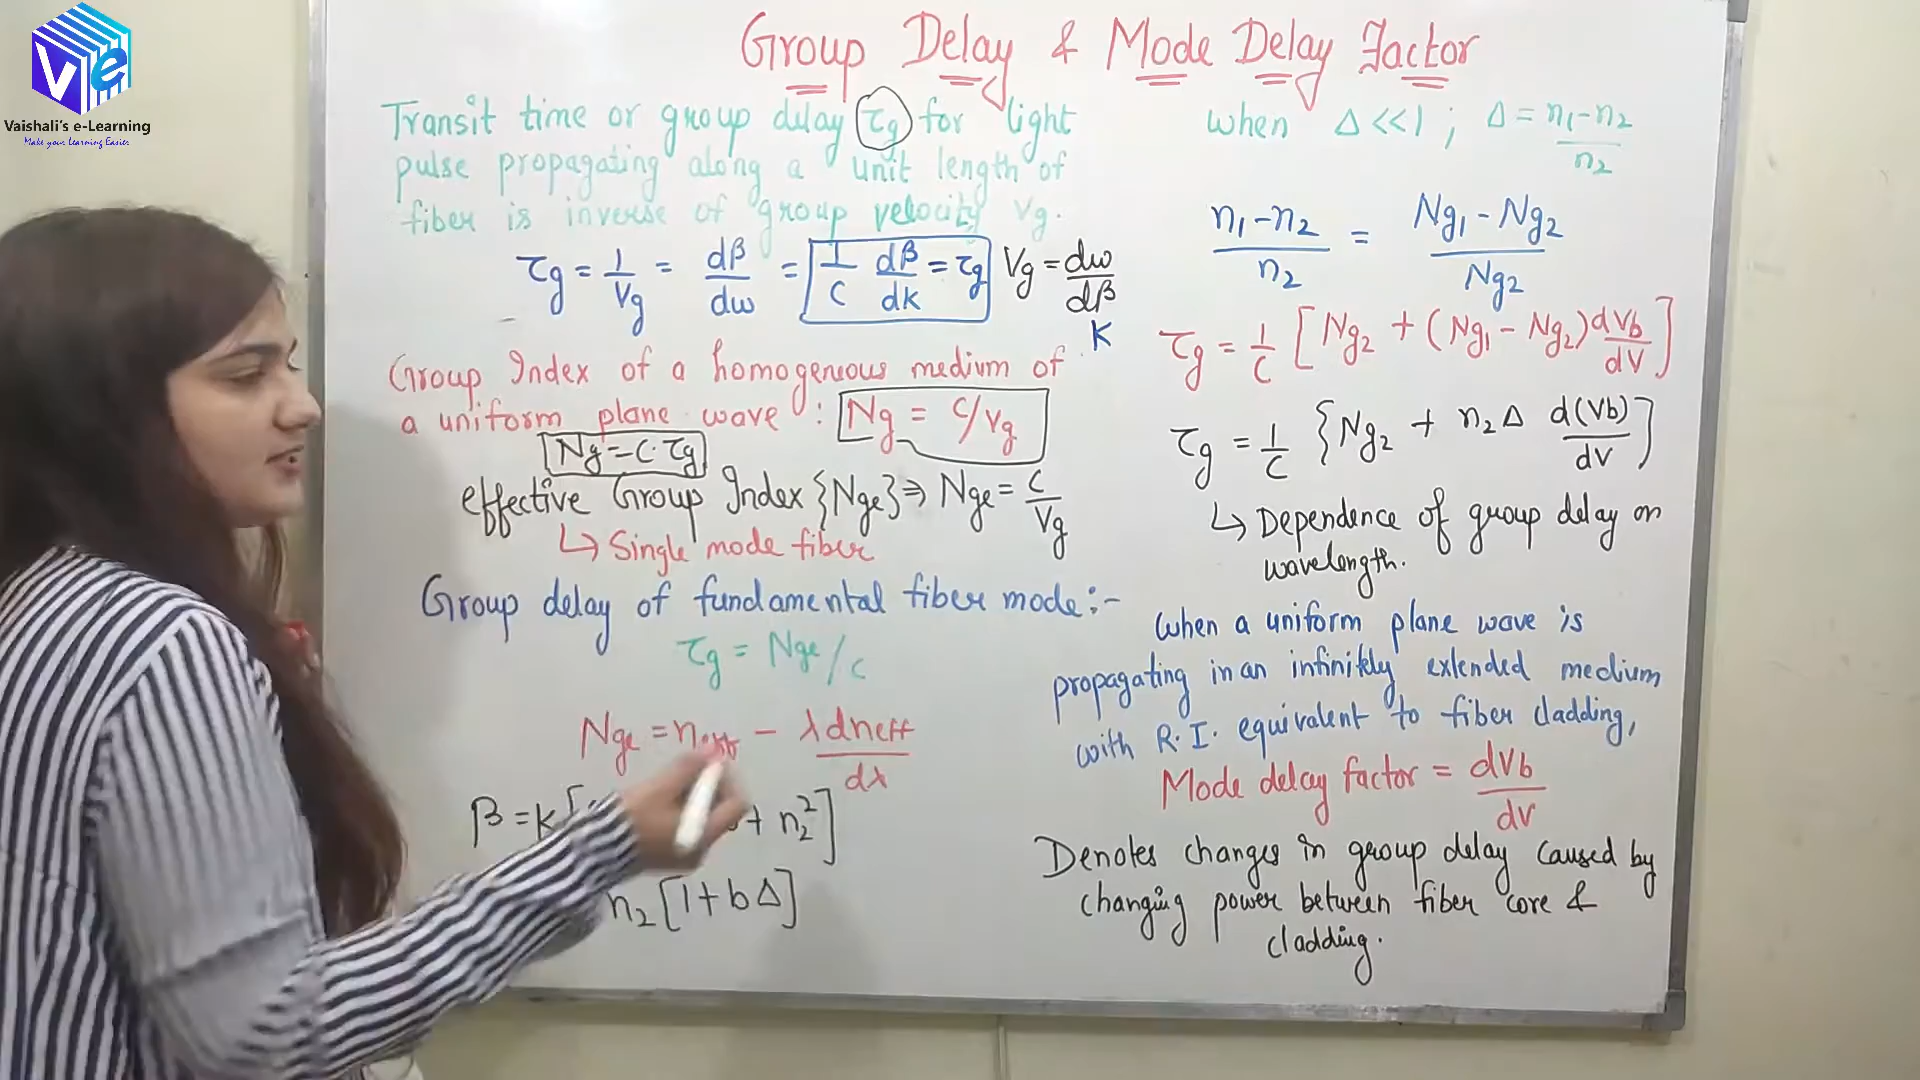 Ve
Vaishali's e-Learning
Make your Learning Easier
Group Delay & Mode Delay Factor
Transit time or group delay (τg) for light
pulse propagating along a unit length of
fiber is inverse of group velocity Vg.
τg = 1/Vg = dβ/dω = 1/C dβ/dk = τg Vg = dω/dβ
K
Group Index of a homogeneous medium of
a uniform plane wave : Ng = C/Vg
Ng = C·τg
effective Group Index {Nge} ⇒ Nge = C/Vg
↳ Single mode fiber
Group delay of fundamental fiber mode:-
τg = Nge/C
Nge = neff - λ dneff/dλ
β = K[ + n2²]
n2[1+bΔ]
when Δ<<1 ; Δ = n1-n2/n2
n1-n2/n2 = Ng1-Ng2/Ng2
τg = 1/C [Ng2 + (Ng1 - Ng2) dVb/dV]
τg = 1/C {Ng2 + n2Δ d(Vb)/dV]
↳ Dependence of group delay on
wavelength.
when a uniform plane wave is
propagating in an infinitely extended medium
with R.I. equivalent to fiber cladding,
Mode delay factor = dVb/dV
Denotes changes in group delay caused by
changing power between fiber core &
cladding.